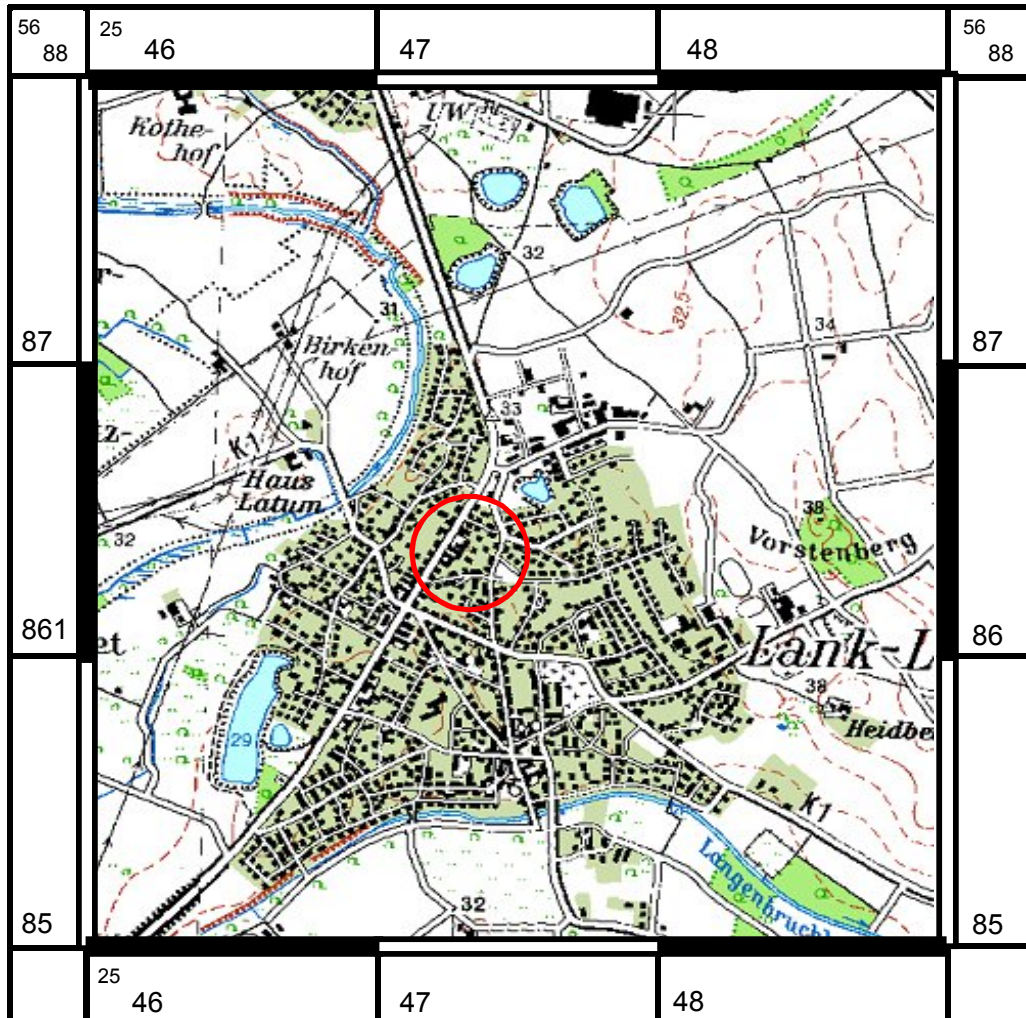 56
88
25
46
47
48
56
88
Kothe-
hof
UW
32
31
32.5
34
87
87
Birken-
hof
r-
33
z-
K1
Haus
Latum
38
Vorstenberg
32
861
86
et
Lank-L
38
29
Heidbe
K1
Langenbruchb
32
85
85
25
46
47
48